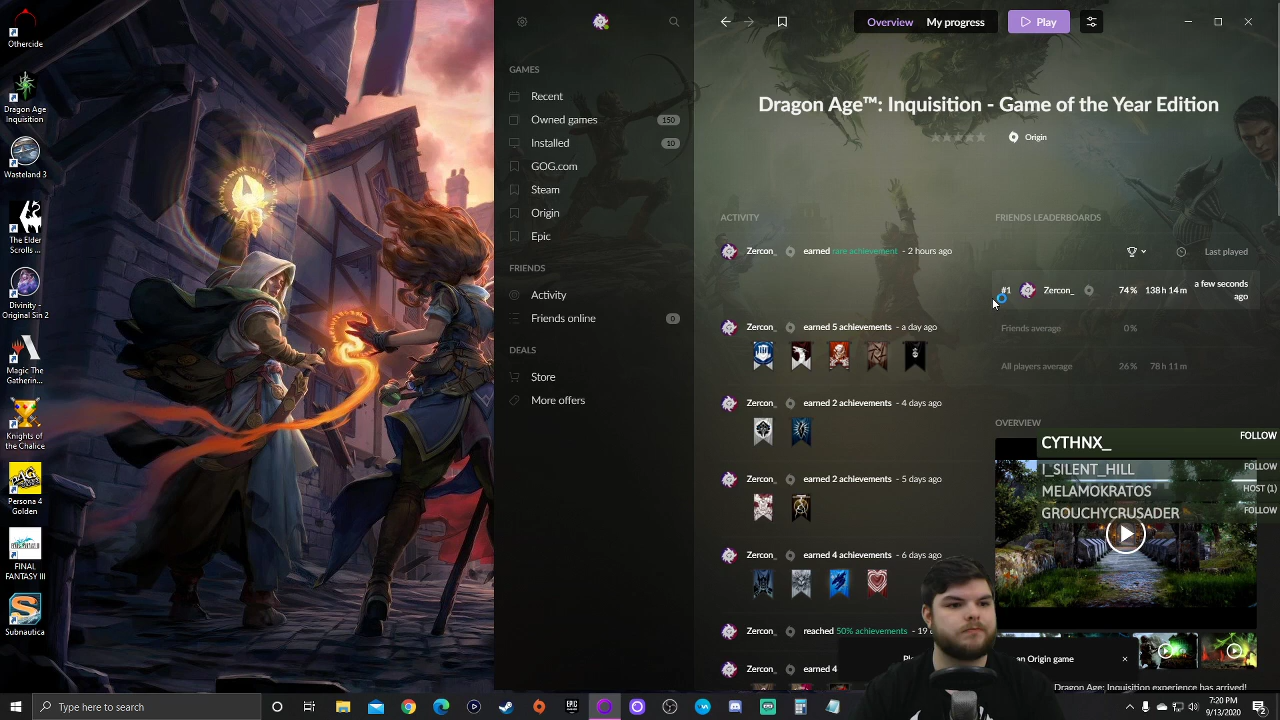 Othercide
Dragon Age
Inquisition
Wasteland 3
The Elder
Scrolls ...
Divinity -
Original Sin 2
Magic The
Gatherin...
Knights of
the Chalice
Persona 4
Golden
FINAL
FANTASY III
Subnautica
GAMES
Recent
Owned games 150
Installed 10
GOG.com
Steam
Origin
Epic
FRIENDS
Activity
Friends online 0
DEALS
Store
More offers
Overview My progress Play
Dragon Age™: Inquisition - Game of the Year Edition
Origin
ACTIVITY
Zercon_ earned rare achievement - 2 hours ago
Zercon_ earned 5 achievements - a day ago
Zercon_ earned 2 achievements - 4 days ago
Zercon_ earned 2 achievements - 5 days ago
Zercon_ earned 4 achievements - 6 days ago
Zercon_ reached 50% achievements - 19
Zercon_ earned 4
FRIENDS LEADERBOARDS
Last played
#1 Zercon_ 74% 138 h 14 m a few seconds
ago
Friends average 0%
All players average 26% 78 h 11 m
OVERVIEW
CYTHNX_ FOLLOW
I_SILENT_HILL FOLLOW
MELAMOKRATOS HOST (1)
GROUCHYCRUSADER FOLLOW
an Origin game
Dragon Age: Inquisition experience has arrived!
Type here to search
7:20 PM
9/13/2020
2